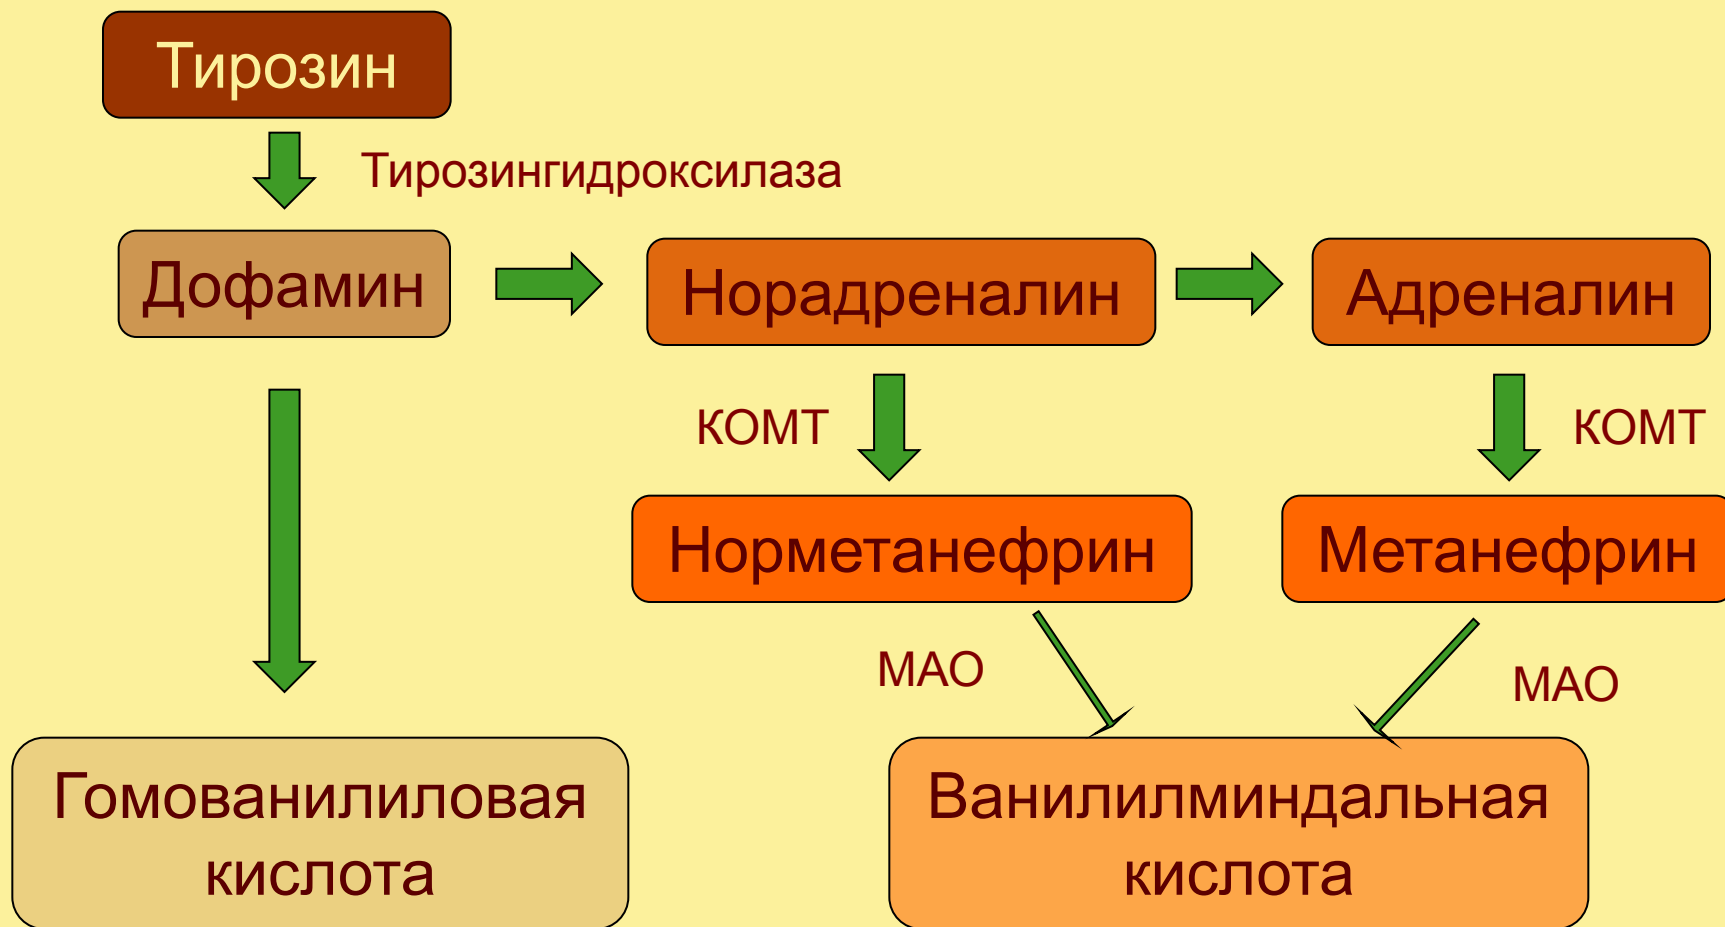 Тирозин
Тирозингидроксилаза
Дофамин
Норадреналин
Адреналин
КОМТ
КОМТ
Норметанефрин
Метанефрин
МАО
МАО
Гомованилиловая
кислота
Ванилилминдальная
кислота